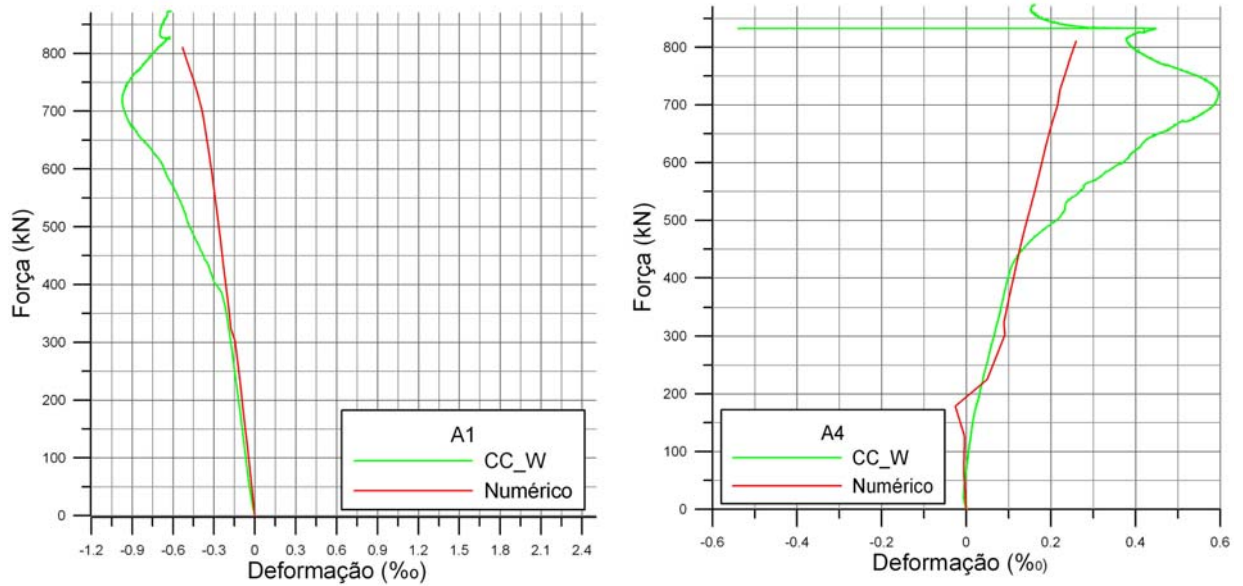 800
700
600
500
400
300
200
100
0
Força (kN)
-1.2 -0.9 -0.6 -0.3 0 0.3 0.6 0.9 1.2 1.5 1.8 2.1 2.4
Deformação (‰)
A1
CC_W
Numérico
800
700
600
500
400
300
200
100
0
Força (kN)
-0.6 -0.4 -0.2 0 0.2 0.4 0.6
Deformação (‰)
A4
CC_W
Numérico